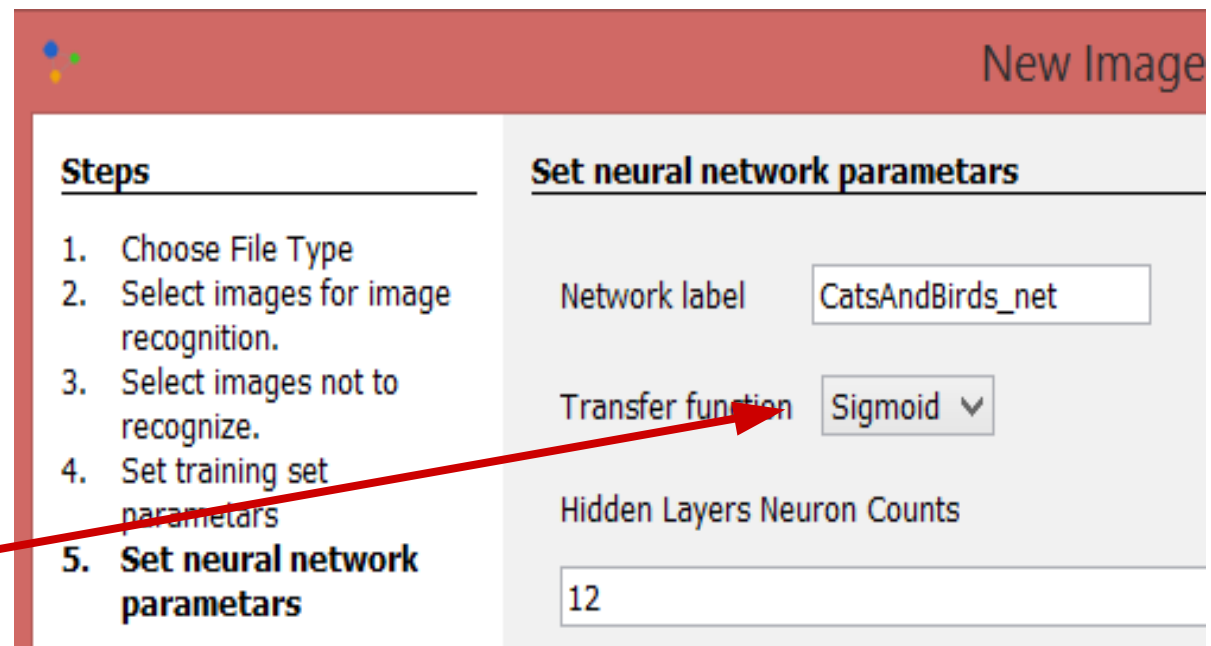 New Image
Steps
1. Choose File Type
2. Select images for image
recognition.
3. Select images not to
recognize.
4. Set training set
parametars
5. Set neural network
parametars
Set neural network parametars
Network label CatsAndBirds_net
Transfer function Sigmoid
Hidden Layers Neuron Counts
12